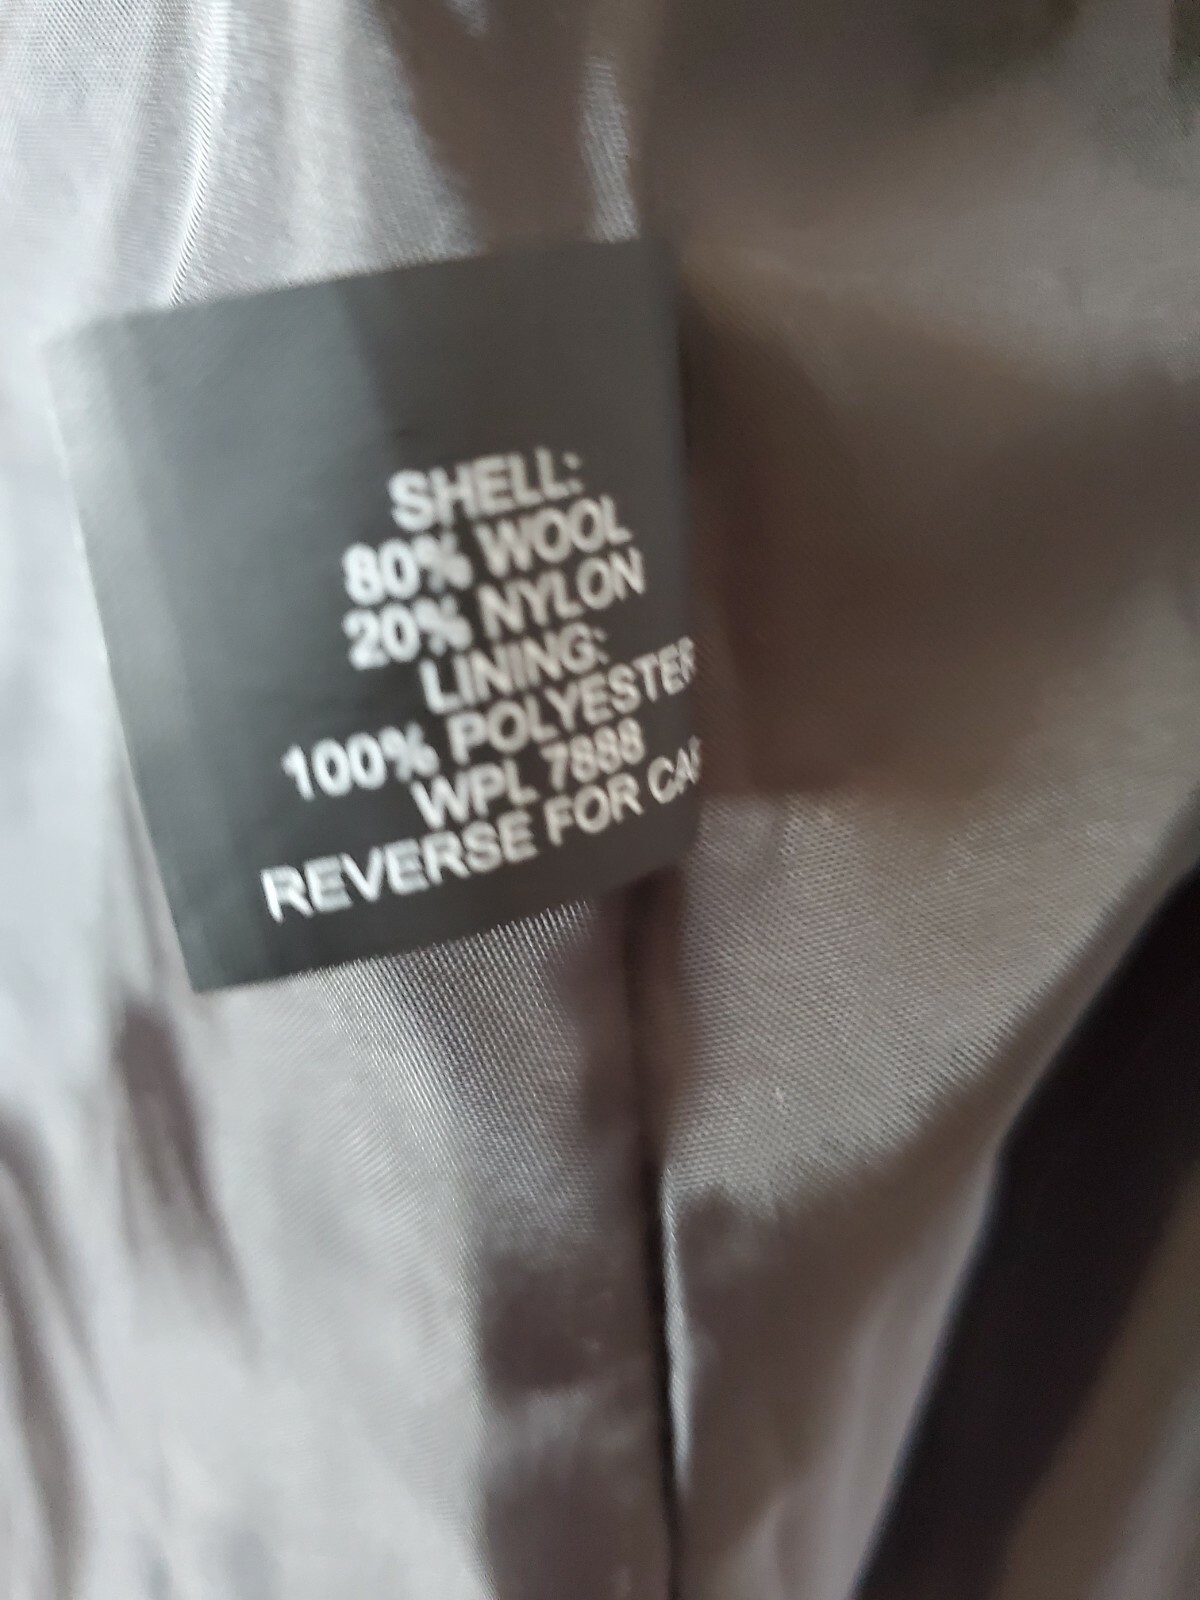 SHELL:
80% WOOL
20% NYLON
LINING:
100% POLYESTER
WPL 7888
REVERSE FOR